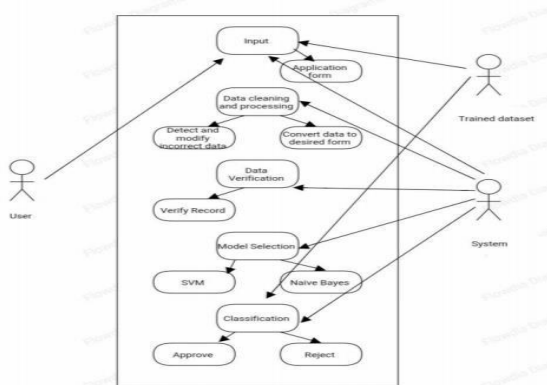 Input
Application
form
Trained dataset
Data cleaning
and processing
Detect and
modify
incorrect data
Convert data to
desired form
Data
Verification
User
Verify Record
System
Model Selection
SVM
Naive Bayes
Classification
Approve
Reject